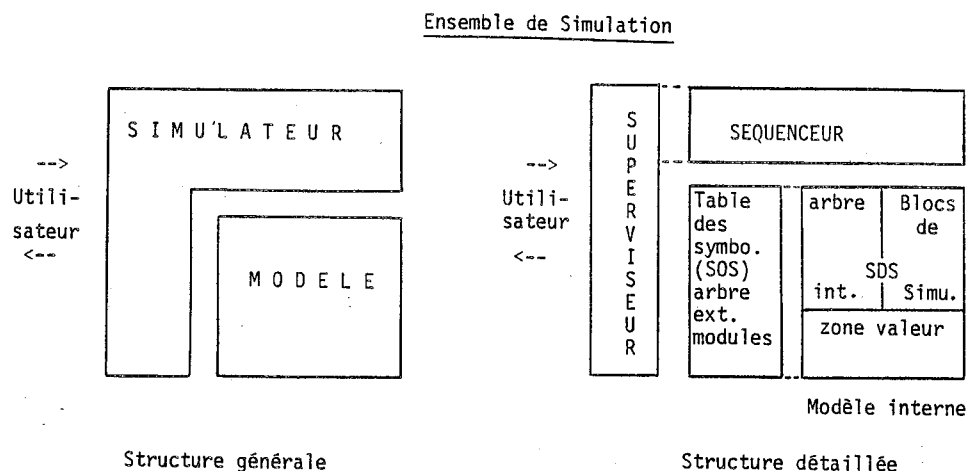 Ensemble de Simulation
SIMULATEUR
-->
Utili-
sateur
<--
MODELE
Structure générale
-->
Utili-
sateur
<--
SUPERVISEUR
SEQUENCEUR
Table
des
symbo.
(SOS)
arbre
ext.
modules
arbre
int.
Blocs
de
SDS
Simu.
zone valeur
Modèle interne
Structure détaillée